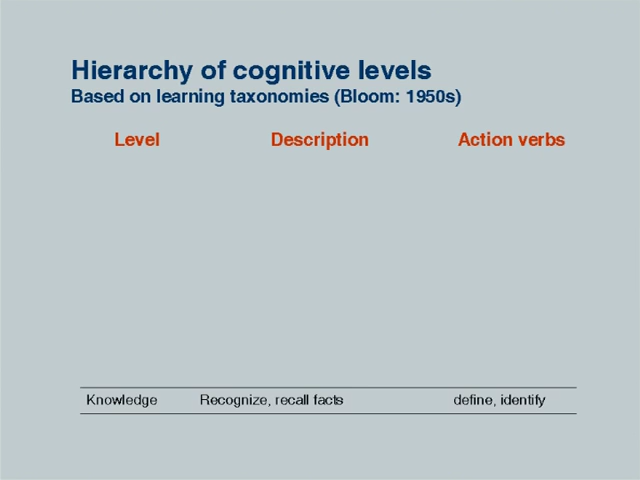 Hierarchy of cognitive levels
Based on learning taxonomies (Bloom: 1950s)
Level Description Action verbs
Knowledge Recognize, recall facts define, identify